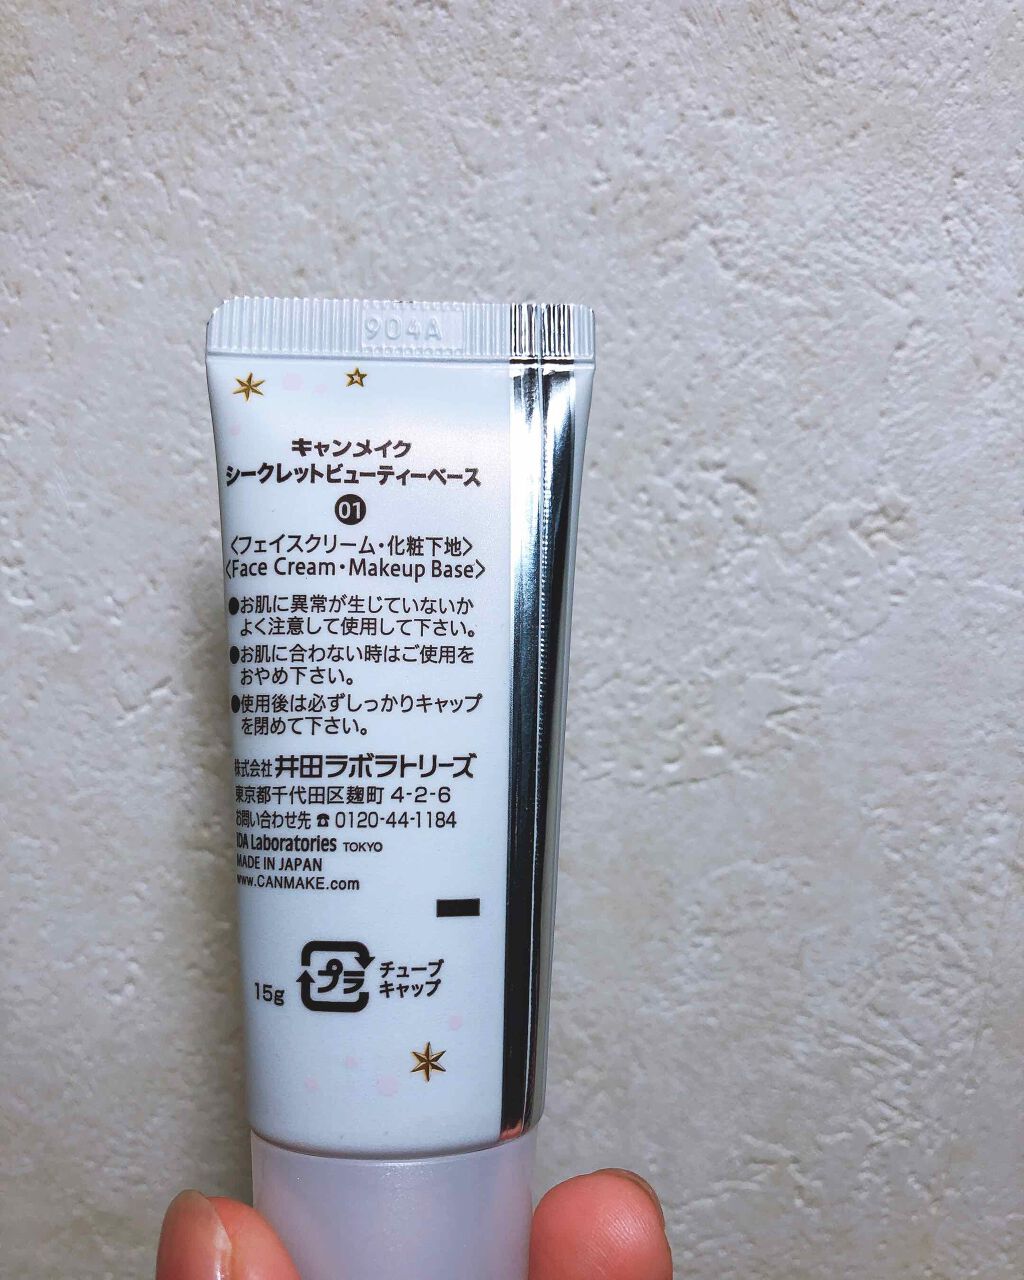 904A
キャンメイク
シークレットビューティーベース
01
〈フェイスクリーム・化粧下地〉
〈Face Cream・Makeup Base〉
●お肌に異常が生じていないか
よく注意して使用して下さい。
●お肌に合わない時はご使用を
おやめ下さい。
●使用後は必ずしっかりキャップ
を閉めて下さい。
株式会社 井田ラボラトリーズ
東京都千代田区麹町 4-2-6
お問い合わせ先 ☎ 0120-44-1184
IDA Laboratories TOKYO
MADE IN JAPAN
www.CANMAKE.com
プラ
チューブ
キャップ
15g